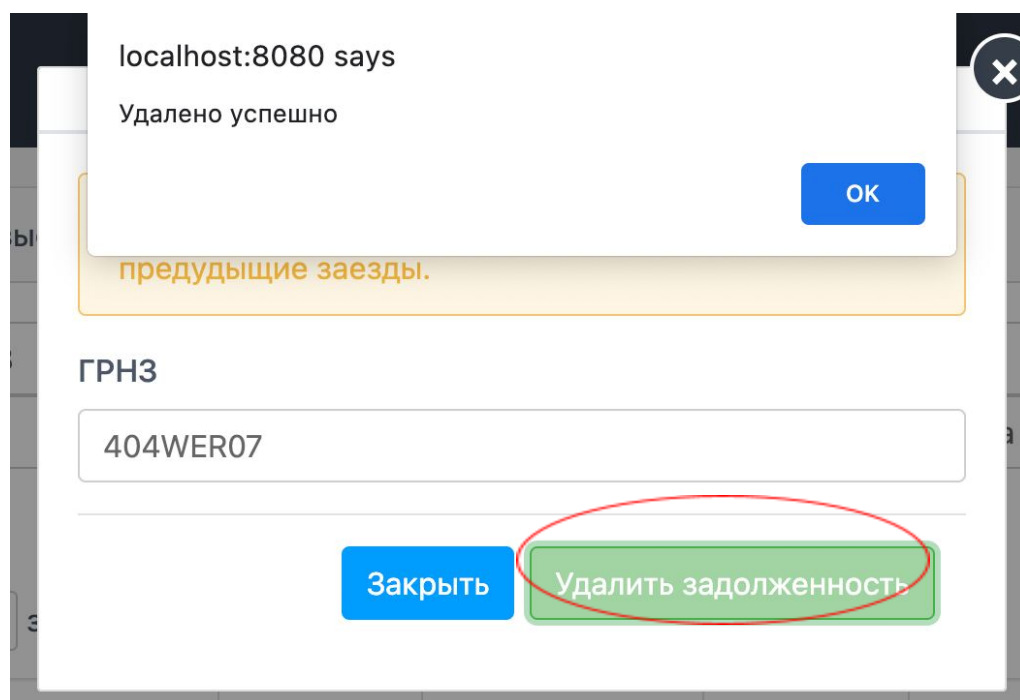 localhost:8080 says
Удалено успешно
OK
предудыщие заезды.
ГРНЗ
404WER07
Закрыть
Удалить задолженность